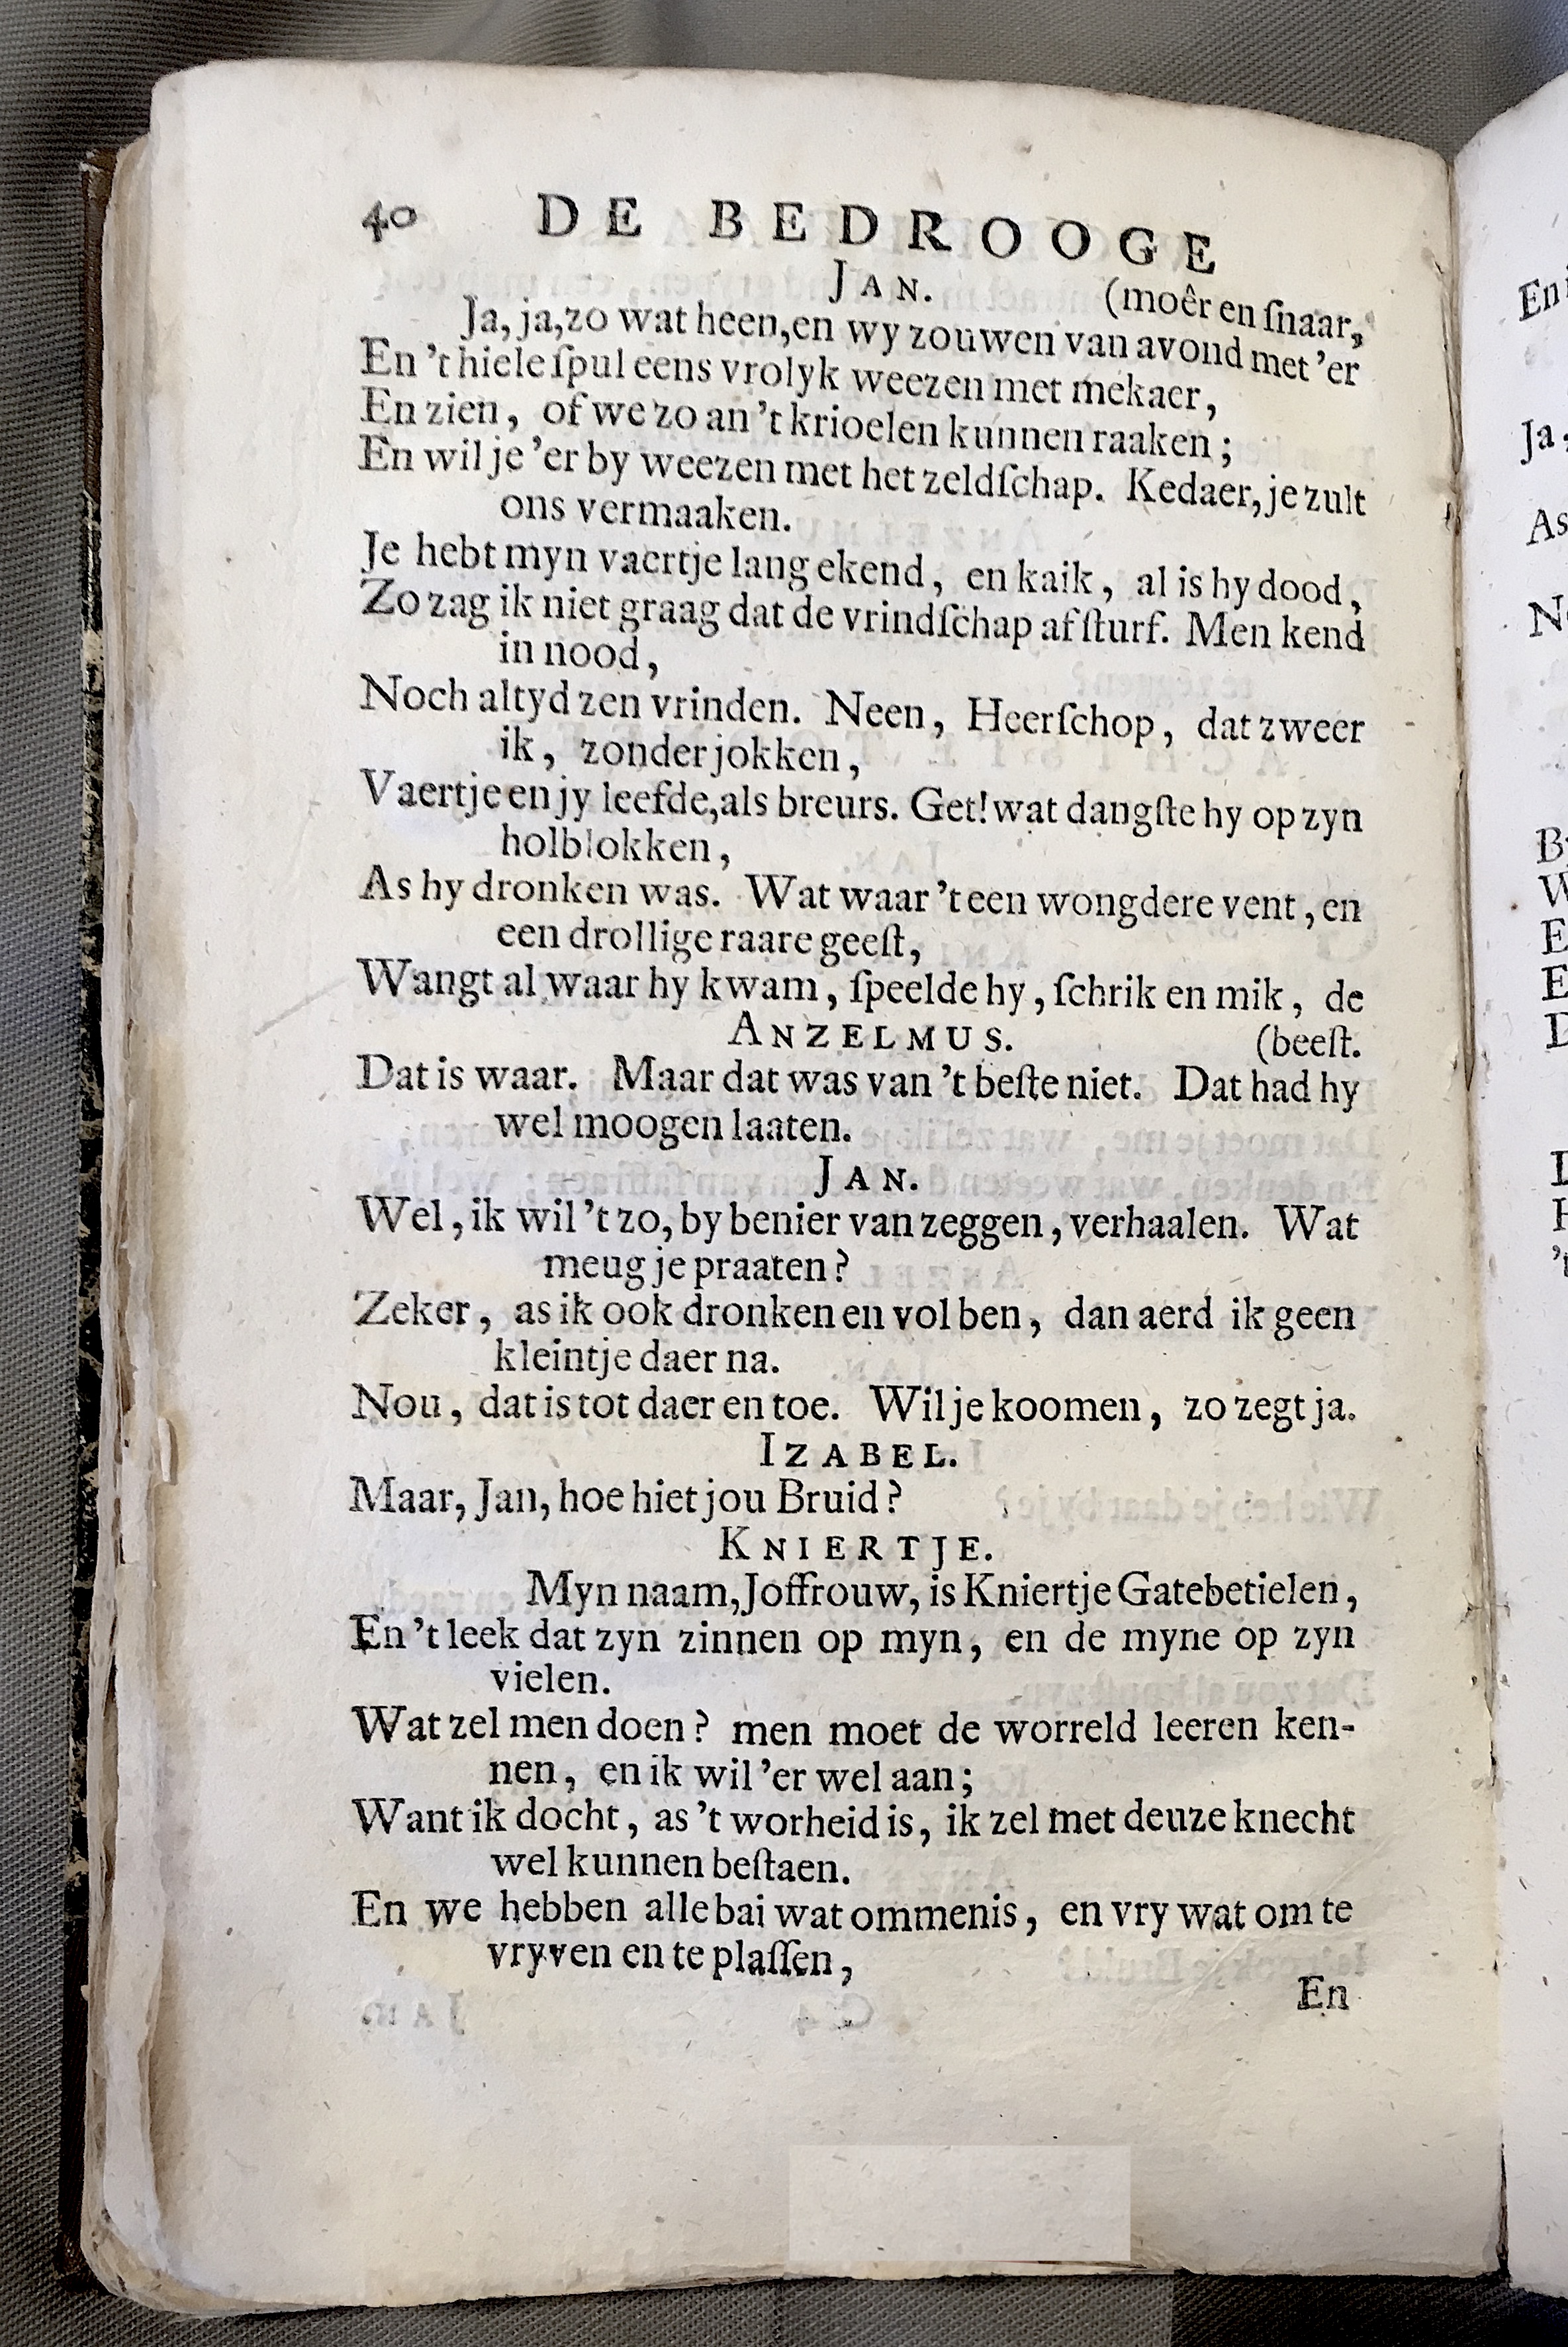 40 DE BEDROOGE
JAN. (moêr en ſnaar,
Ja, ja, zo wat heen, en wy zouwen van avond met 'er
En 't hiele ſpul eens vrolyk weezen met mekaer,
En zien, of we zo an 't krioelen kunnen raaken;
En wil je 'er by weezen met het zeldſchap. Kedaer, je zult
ons vermaaken.
Je hebt myn vaertje lang ekend, en kaik, al is hy dood,
Zo zag ik niet graag dat de vrindſchap afſturf. Men kend
in nood,
Noch altyd zen vrinden. Neen, Heerſchop, dat zweer
ik, zonder jokken,
Vaertje en jy leefde, als breurs. Get! wat dangſte hy op zyn
holblokken,
As hy dronken was. Wat waar 't een wongdere vent, en
een drollige raare geeſt,
Wangt al waar hy kwam, ſpeelde hy, ſchrik en mik, de
ANZELMUS. (beeſt.
Dat is waar. Maar dat was van 't beſte niet. Dat had hy
wel moogen laaten.
JAN.
Wel, ik wil 't zo, by benier van zeggen, verhaalen. Wat
meug je praaten?
Zeker, as ik ook dronken en vol ben, dan aerd ik geen
kleintje daer na.
Nou, dat is tot daer en toe. Wil je koomen, zo zegt ja.
IZABEL.
Maar, Jan, hoe hiet jou Bruid?
KNIERTJE.
Myn naam, Joffrouw, is Kniertje Gatebetielen,
En 't leek dat zyn zinnen op myn, en de myne op zyn
vielen.
Wat zel men doen? men moet de worreld leeren ken-
nen, en ik wil 'er wel aan;
Want ik docht, as 't worheid is, ik zel met deuze knecht
wel kunnen beſtaen.
En we hebben alle bai wat ommenis, en vry wat om te
vryven en te plaſſen,
En